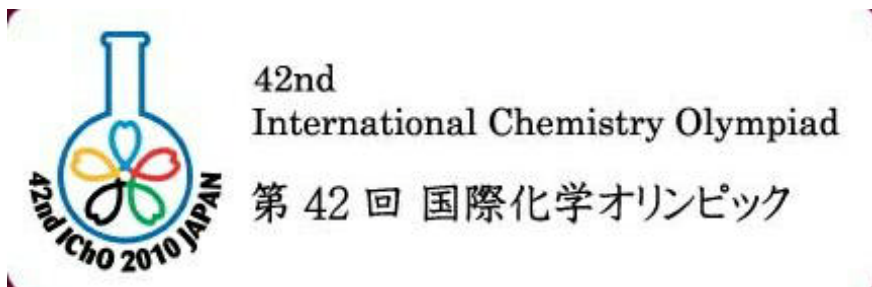 42nd
International Chemistry Olympiad
第 42 回 国際化学オリンピック
42nd IChO 2010 JAPAN